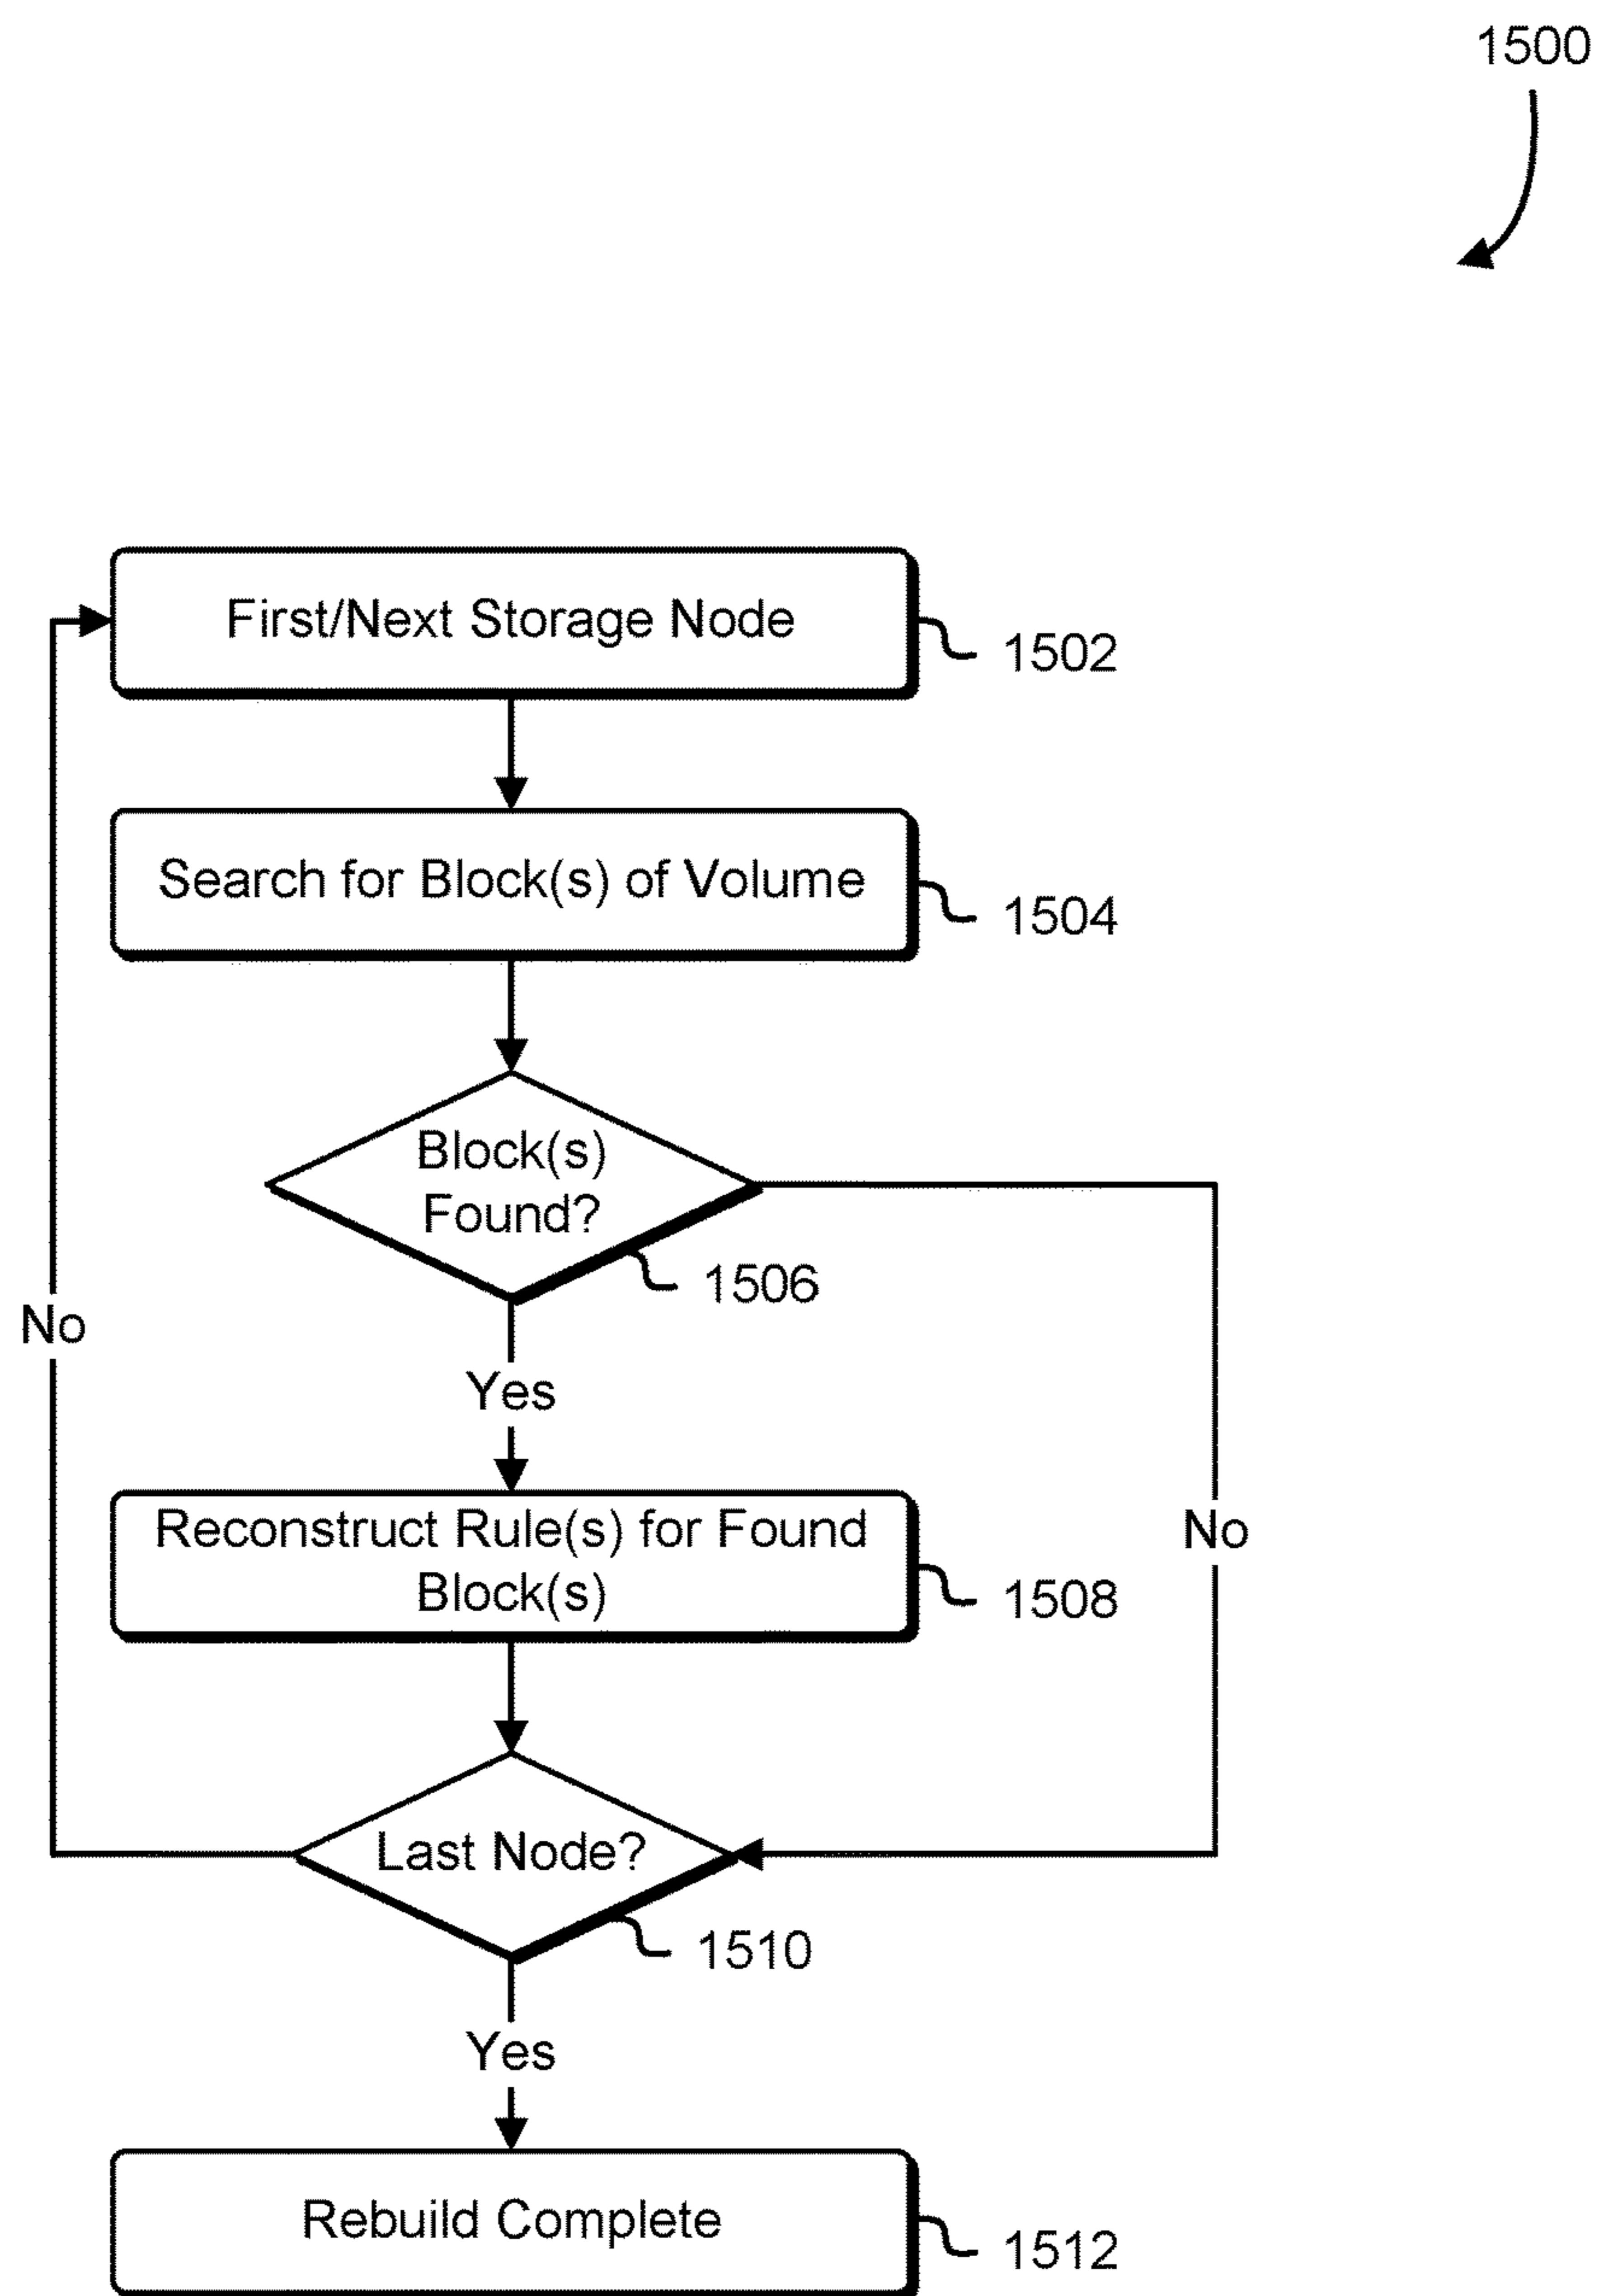 1500
First/Next Storage Node
1502
Search for Block(s) of Volume
1504
Block(s)
Found?
1506
No
Yes
Reconstruct Rule(s) for Found
Block(s)
1508
No
Last Node?
1510
Yes
Rebuild Complete
1512